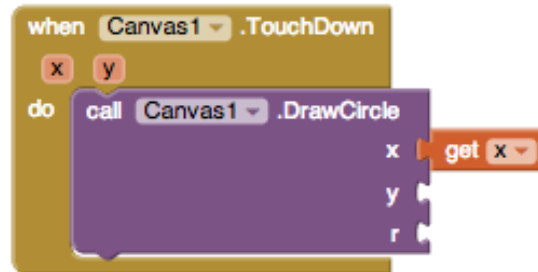 when Canvas1 .TouchDown
x y
do call Canvas1 .DrawCircle
x get x
y
r